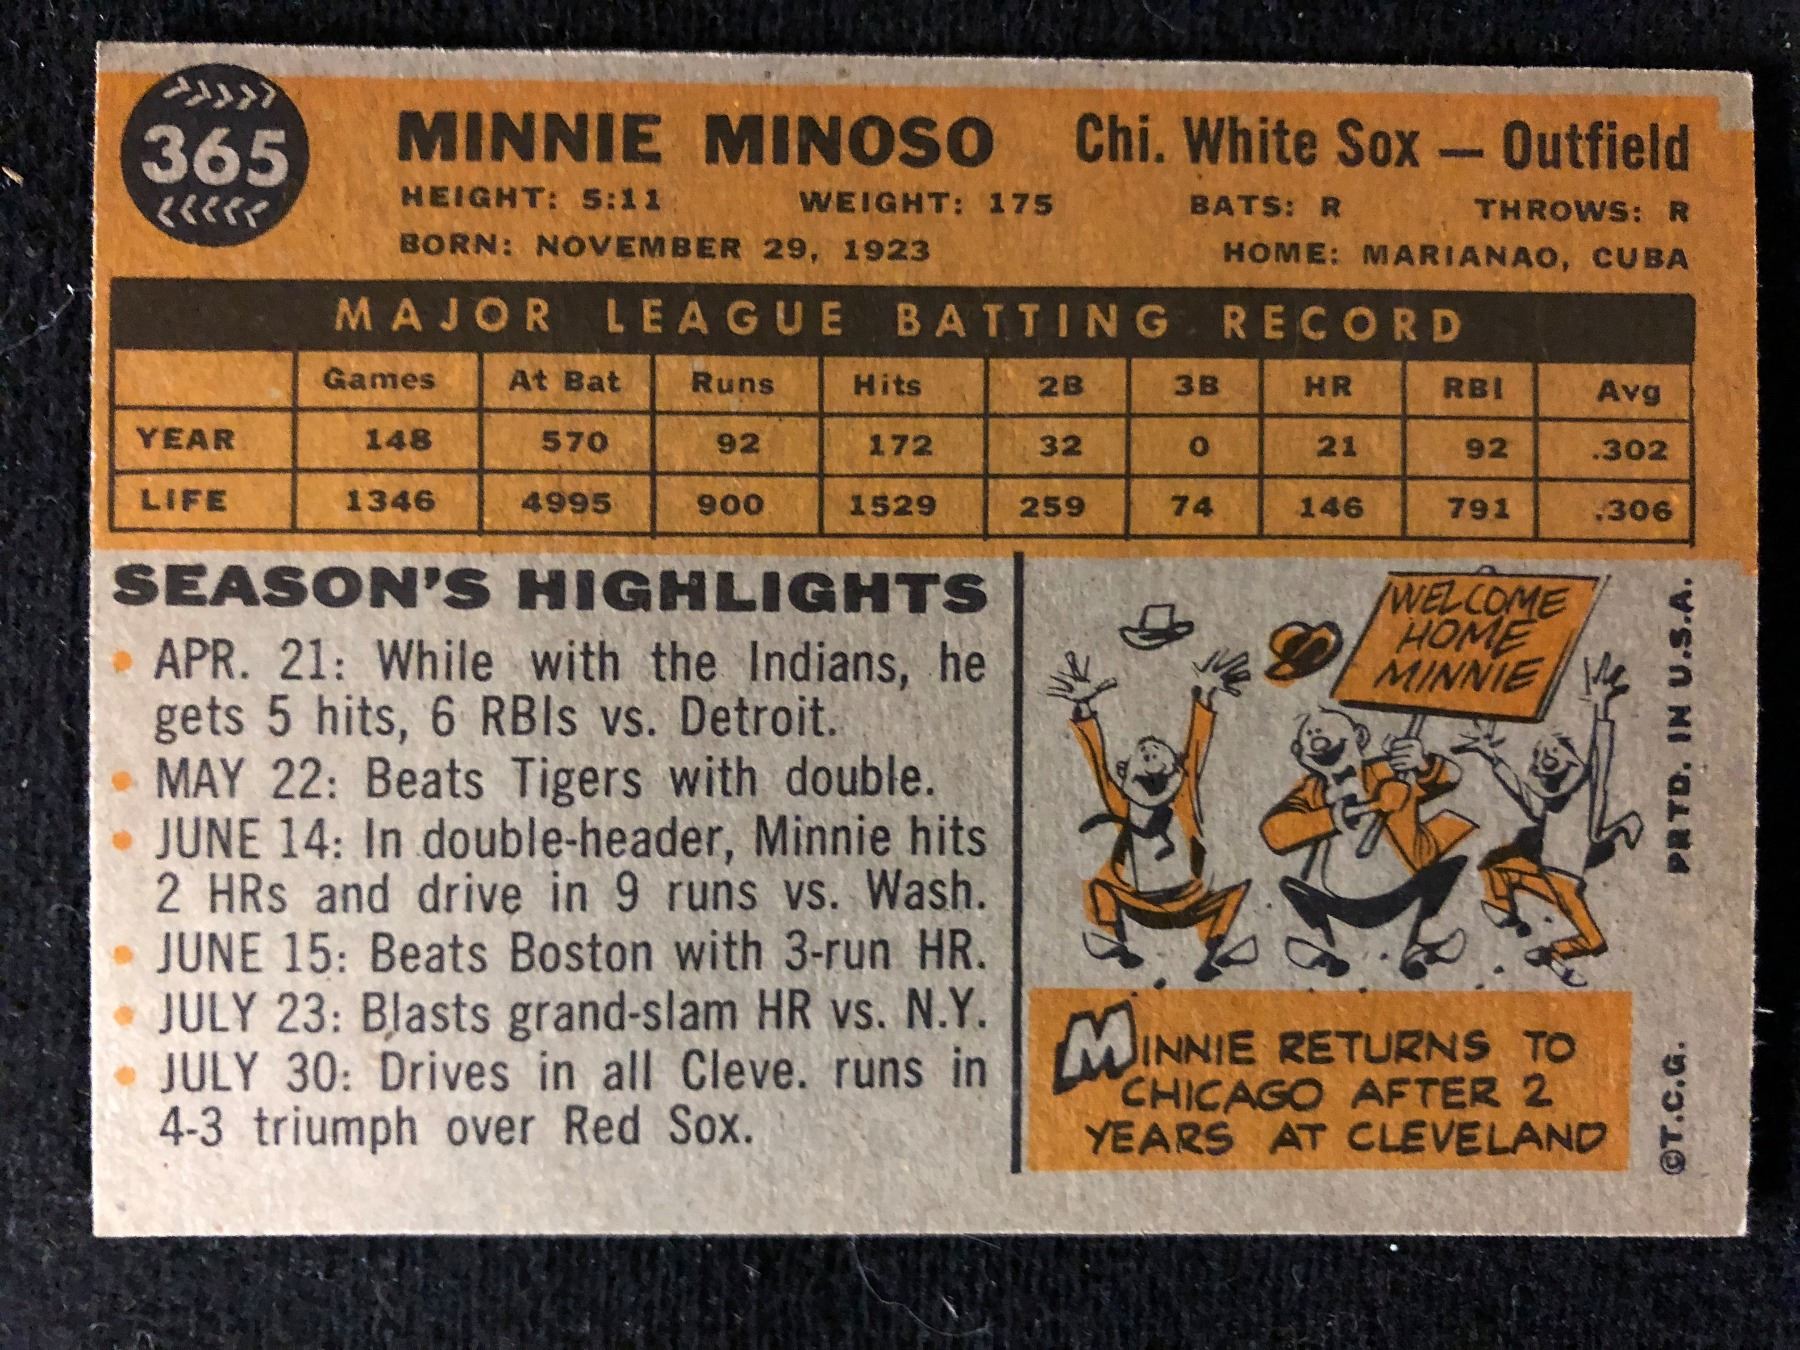 365
MINNIE MINOSO Chi. White Sox — Outfield
HEIGHT: 5:11 WEIGHT: 175 BATS: R THROWS: R
BORN: NOVEMBER 29, 1923 HOME: MARIANAO, CUBA
MAJOR LEAGUE BATTING RECORD
Games At Bat Runs Hits 2B 3B HR RBI Avg
YEAR 148 570 92 172 32 0 21 92 .302
LIFE 1346 4995 900 1529 259 74 146 791 .306
SEASON'S HIGHLIGHTS
• APR. 21: While with the Indians, he
gets 5 hits, 6 RBIs vs. Detroit.
• MAY 22: Beats Tigers with double.
• JUNE 14: In double-header, Minnie hits
2 HRs and drive in 9 runs vs. Wash.
• JUNE 15: Beats Boston with 3-run HR.
• JULY 23: Blasts grand-slam HR vs. N.Y.
• JULY 30: Drives in all Cleve. runs in
4-3 triumph over Red Sox.
WELCOME
HOME
MINNIE
MINNIE RETURNS TO
CHICAGO AFTER 2
YEARS AT CLEVELAND
©T.C.G. PRTD. IN U.S.A.